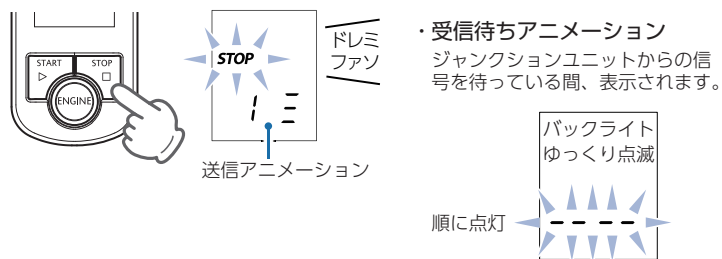 START
STOP
ENGINE
STOP
ドレミ
ファソ
送信アニメーション
・受信待ちアニメーション
ジャンクションユニットからの信
号を待っている間、表示されます。
バックライト
ゆっくり点滅
順に点灯
- - - -